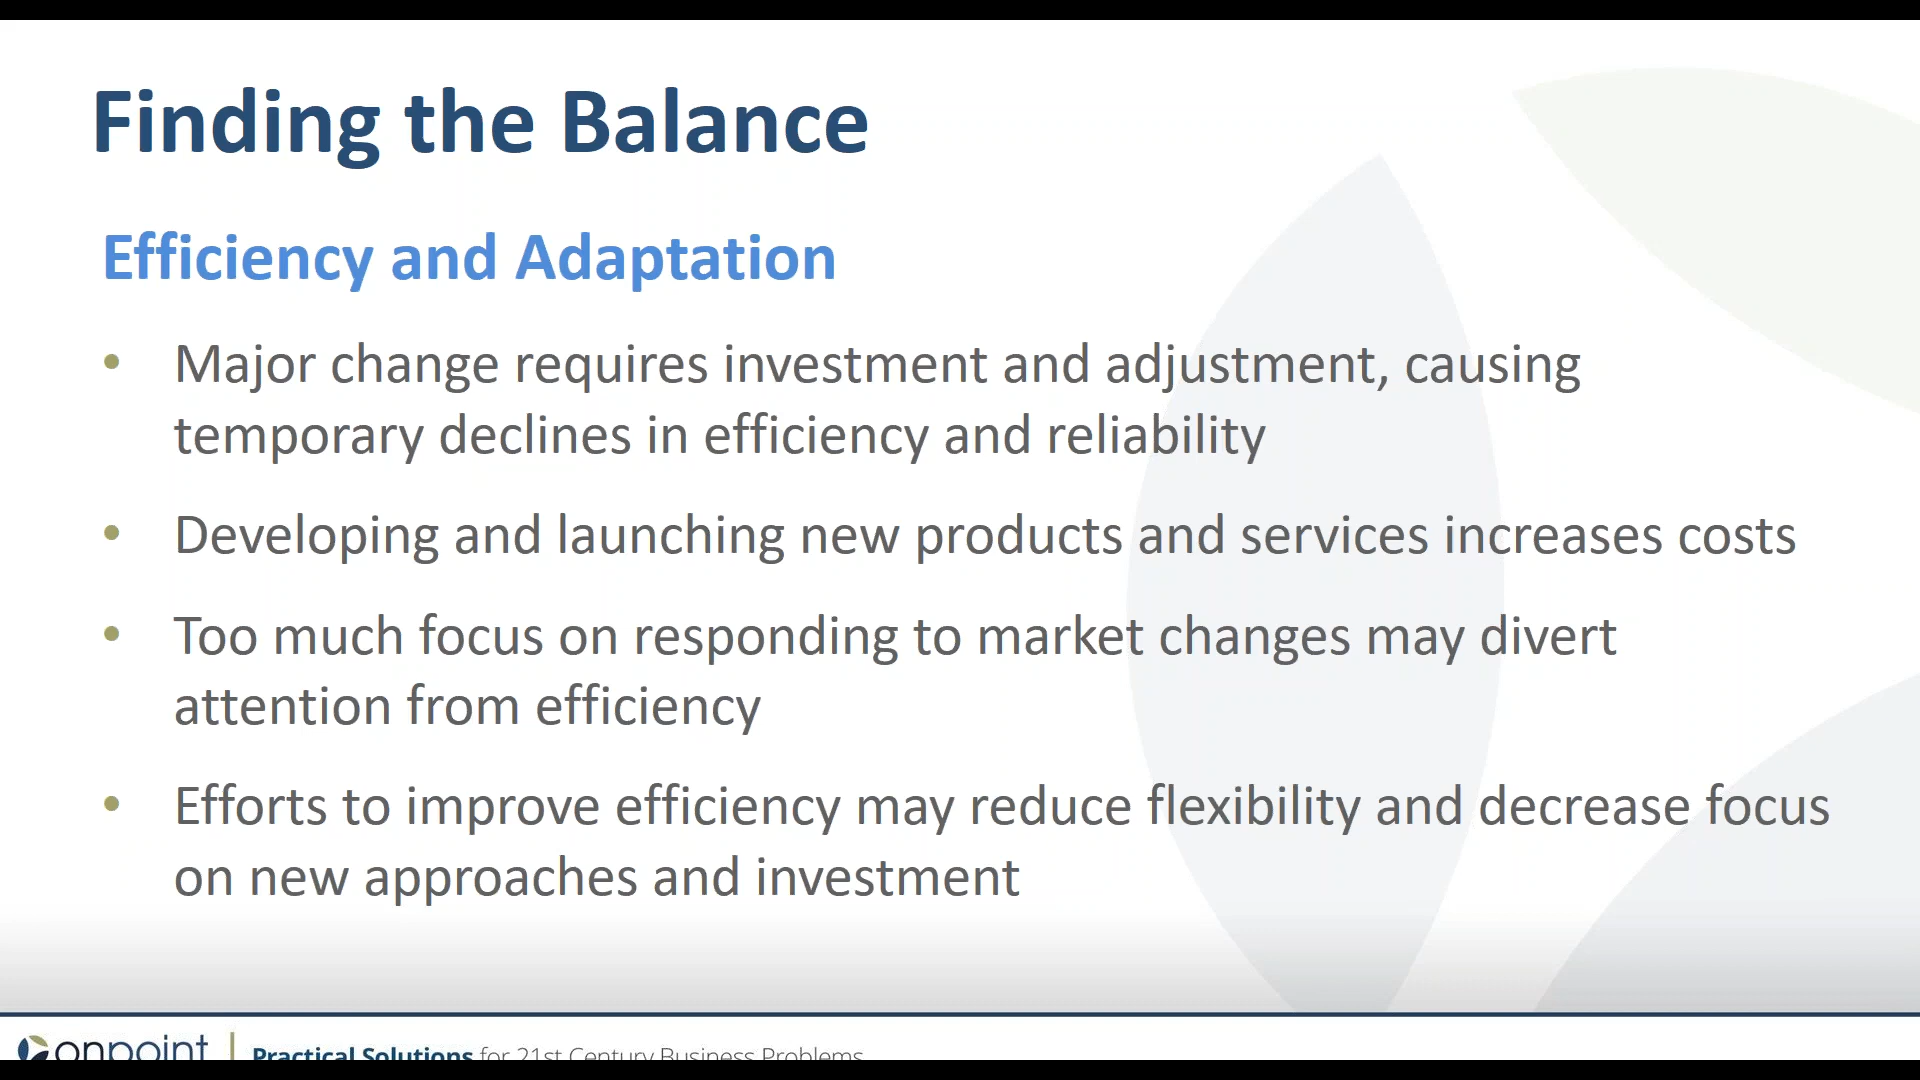 Finding the Balance
Efficiency and Adaptation
• Major change requires investment and adjustment, causing
temporary declines in efficiency and reliability
• Developing and launching new products and services increases costs
• Too much focus on responding to market changes may divert
attention from efficiency
• Efforts to improve efficiency may reduce flexibility and decrease focus
on new approaches and investment
onpoint | Practical Solutions for 21st Century Business Problems